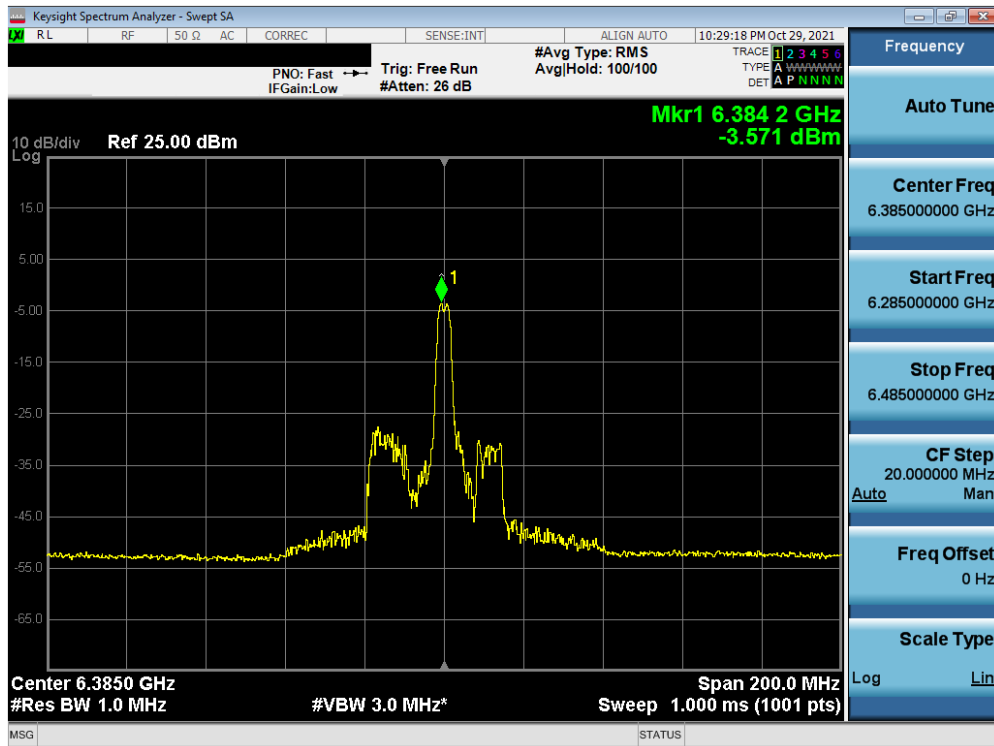 Keysight Spectrum Analyzer - Swept SA
LXI RL RF 50 Ω AC CORREC SENSE:INT ALIGN AUTO 10:29:18 PM Oct 29, 2021
PNO: Fast
IFGain:Low
Trig: Free Run
#Atten: 26 dB
#Avg Type: RMS
Avg|Hold: 100/100
TRACE 1 2 3 4 5 6
TYPE A W W W W W
DET A P N N N N
Mkr1 6.384 2 GHz
-3.571 dBm
10 dB/div Ref 25.00 dBm
Log
15.0
5.00
-5.00
-15.0
-25.0
-35.0
-45.0
-55.0
-65.0
1
Center 6.3850 GHz
Span 200.0 MHz
#Res BW 1.0 MHz
#VBW 3.0 MHz*
Sweep 1.000 ms (1001 pts)
MSG
STATUS
Frequency
Auto Tune
Center Freq
6.385000000 GHz
Start Freq
6.285000000 GHz
Stop Freq
6.485000000 GHz
CF Step
20.000000 MHz
Auto Man
Freq Offset
0 Hz
Scale Type
Log Lin